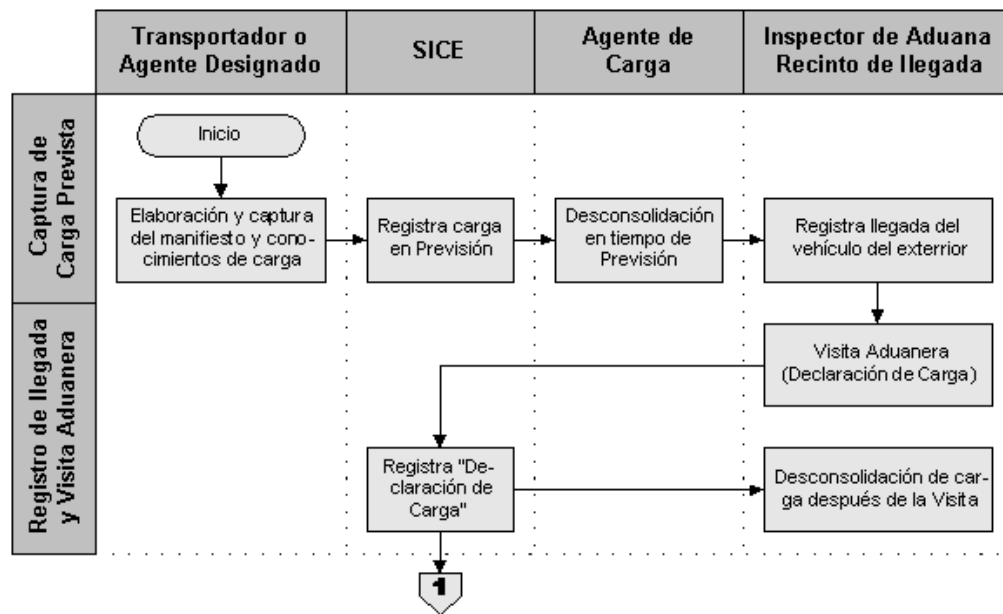 Transportador o
Agente Designado
SICE
Agente de
Carga
Inspector de Aduana
Recinto de llegada
Captura de
Carga Prevista
Inicio
Elaboración y captura
del manifiesto y cono-
cimientos de carga
Registra carga
en Previsión
Desconsolidación
en tiempo de
Previsión
Registra llegada del
vehículo del exterrior
Registro de llegada
y Visita Aduanera
Visita Aduanera
(Declaración de Carga)
Registra "De-
claración de
Carga"
Desconsolidación de car-
ga después de la Visita
1